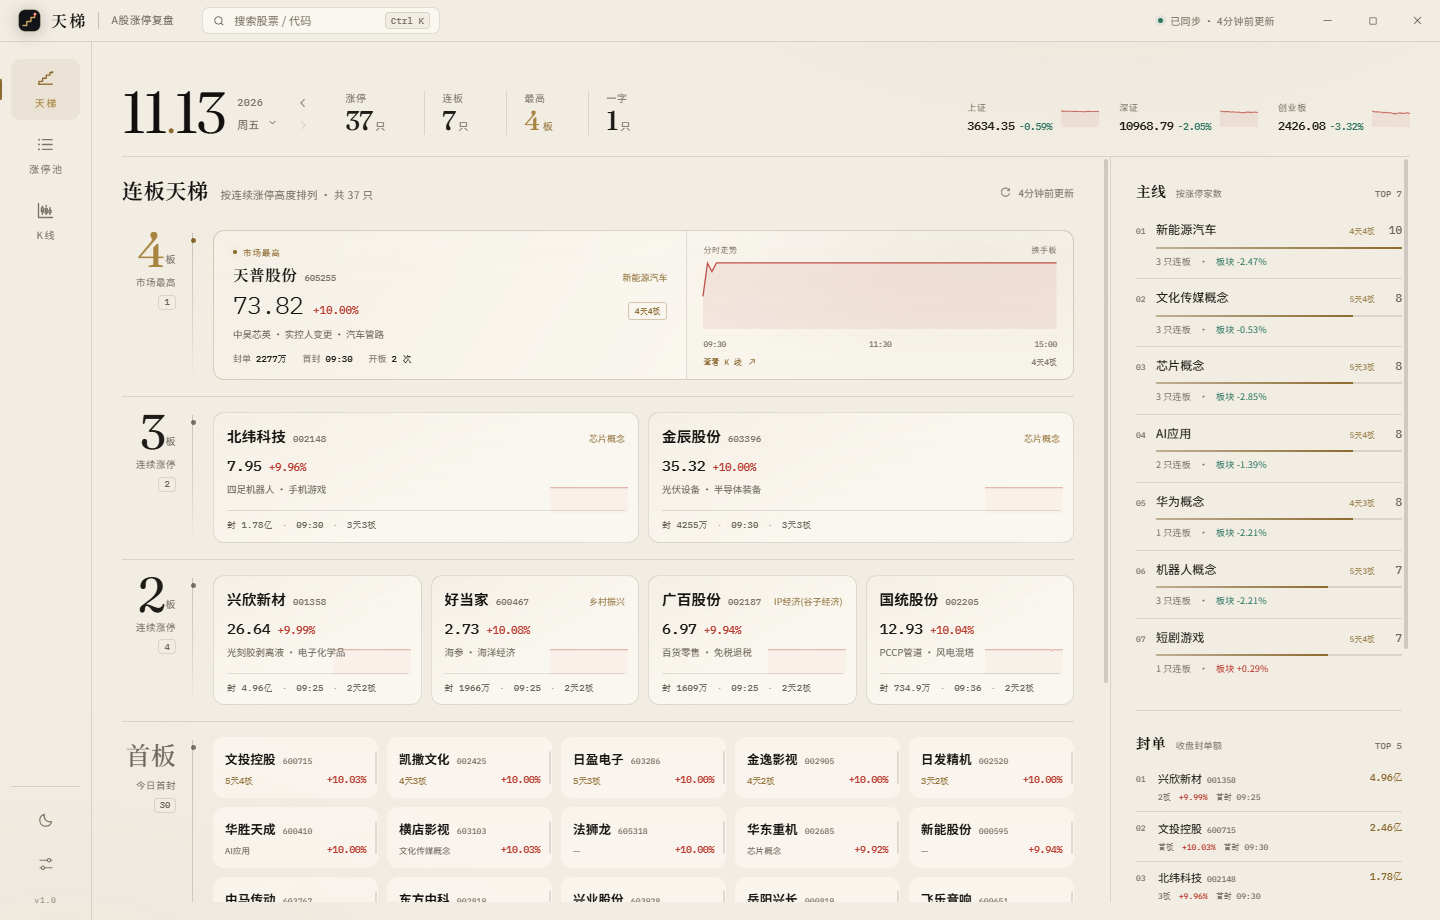 天梯 A股涨停复盘 搜索股票 / 代码 Ctrl K 已同步 • 4分钟前更新
天梯
涨停池
K线
v1.0
11.13 2026 周五
涨停 37只
连板 7只
最高 4板
一字 1只
上证 3634.35 -0.59%
深证 10968.79 -2.05%
创业板 2426.08 -3.32%
连板天梯 按连续涨停高度排列 • 共 37 只 4分钟前更新
4板
市场最高
1
市场最高
天普股份 605255 新能源汽车
73.82 +10.00% 4天4板
中昊芯英 • 实控人变更 • 汽车管路
封单 2277万 首封 09:30 开板 2 次
分时走势 换手板
09:30 11:30 15:00
查看 K 线 ↗ 4天4板
3板
连续涨停
2
北纬科技 002148 芯片概念
7.95 +9.96%
四足机器人 • 手机游戏
封 1.78亿 · 09:30 · 3天3板
金辰股份 603396 芯片概念
35.32 +10.00%
光伏设备 • 半导体装备
封 4255万 · 09:30 · 3天3板
2板
连续涨停
4
兴欣新材 001358
26.64 +9.99%
光刻胶剥离液 • 电子化学品
封 4.96亿 · 09:25 · 2天2板
好当家 600467 乡村振兴
2.73 +10.08%
海参 • 海洋经济
封 1966万 · 09:25 · 2天2板
广百股份 002187 IP经济(谷子经济)
6.97 +9.94%
百货零售 • 免税退税
封 1609万 · 09:25 · 2天2板
国统股份 002205
12.93 +10.04%
PCCP管道 • 风电混塔
封 734.9万 · 09:36 · 2天2板
首板
今日首封
30
文投控股 600715
5天4板 +10.03%
凯撒文化 002425
4天3板 +10.00%
日盈电子 603286
5天3板 +10.00%
金逸影视 002905
4天2板 +10.00%
日发精机 002520
3天2板 +10.00%
华胜天成 600410
AI应用 +10.00%
横店影视 603103
文化传媒概念 +10.03%
法狮龙 605318
— +10.00%
华东重机 002685
芯片概念 +9.92%
新能股份 000595
— +9.94%
中马传动 603767
东方中科 002819
兴业股份 603928
岳阳兴长 000819
飞乐音响 600651
主线 按涨停家数 TOP 7
01 新能源汽车 4天4板 10
3 只连板 • 板块 -2.47%
02 文化传媒概念 5天4板 8
3 只连板 • 板块 -0.53%
03 芯片概念 5天3板 8
3 只连板 • 板块 -2.85%
04 AI应用 5天4板 8
2 只连板 • 板块 -1.39%
05 华为概念 4天3板 8
1 只连板 • 板块 -2.21%
06 机器人概念 5天3板 7
3 只连板 • 板块 -2.21%
07 短剧游戏 5天4板 7
1 只连板 • 板块 +0.29%
封单 收盘封单额 TOP 5
01 兴欣新材 001358 4.96亿
2板 +9.99% 首封 09:25
02 文投控股 600715 2.46亿
首板 +10.03% 首封 09:30
03 北纬科技 002148 1.78亿
3板 +9.96% 首封 09:30